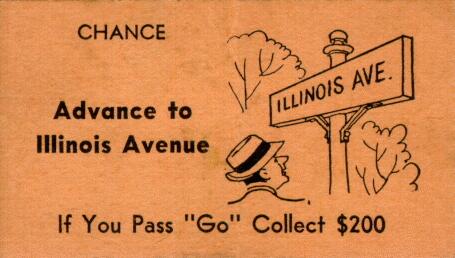 CHANCE
Advance to
Illinois Avenue
ILLINOIS AVE.
If You Pass "Go" Collect $200